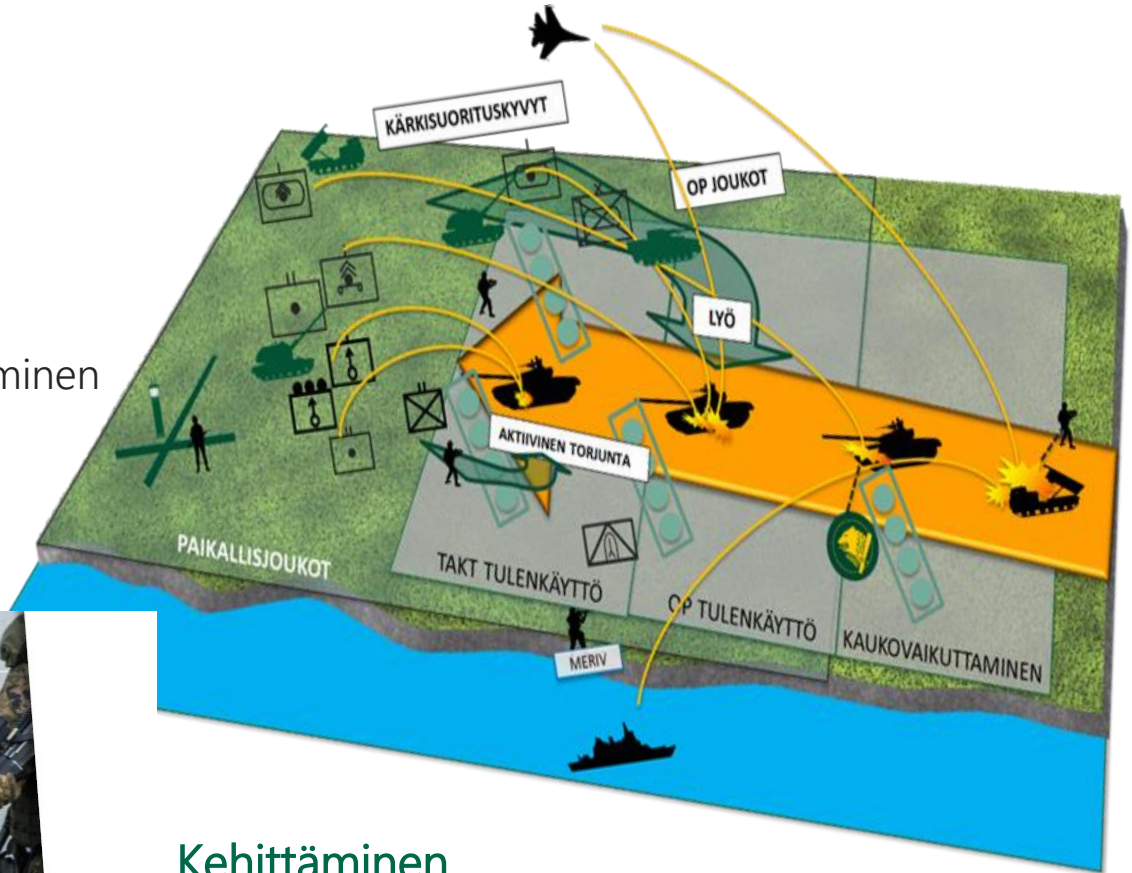 KÄRKISUORITUSKYVYT
OP JOUKOT
LYÖ
minen
AKTIIVINEN TORJUNTA
PAIKALLISJOUKOT
TAKT TULENKÄYTTÖ
OP TULENKÄYTTÖ
KAUKOVAIKUTTAMINEN
MERIV
Kehittäminen